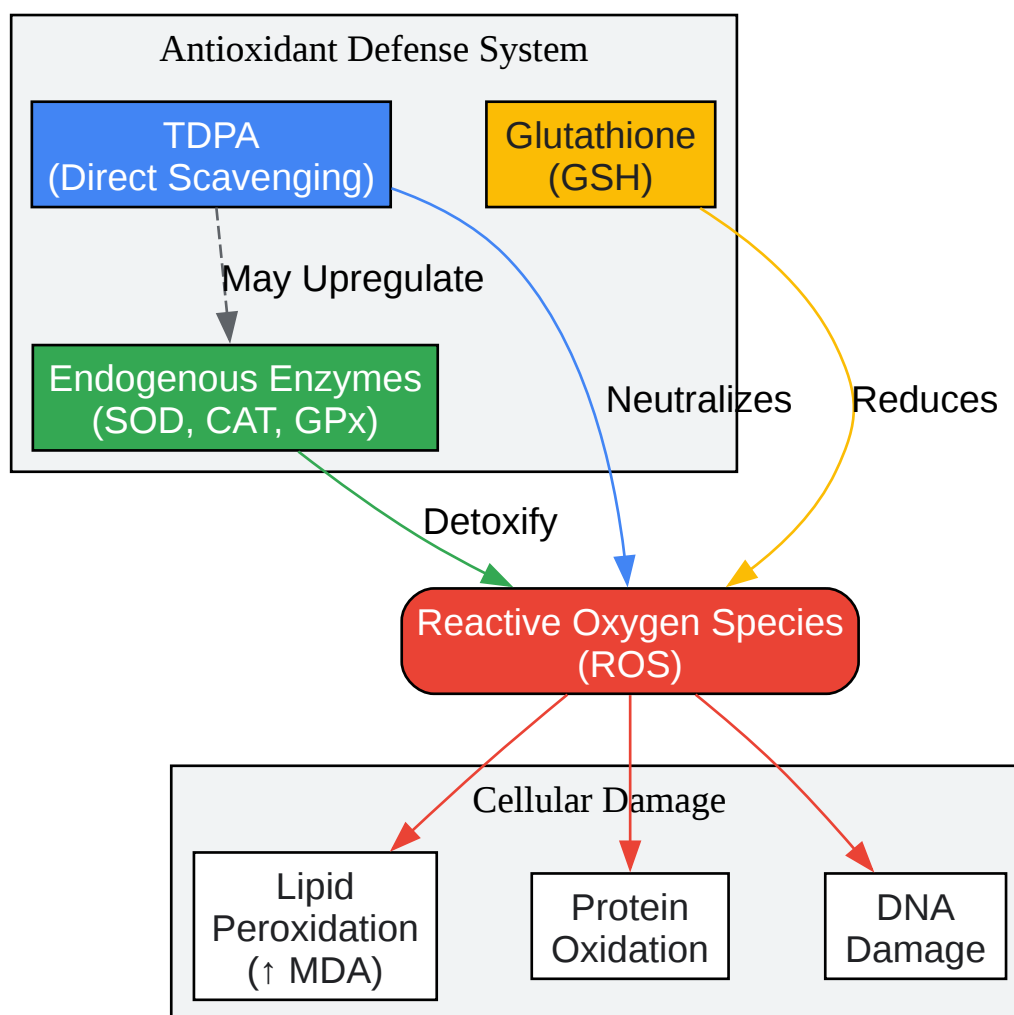 Antioxidant Defense System
TDPA
(Direct Scavenging)
Glutathione
(GSH)
May Upregulate
Endogenous Enzymes
(SOD, CAT, GPx)
Neutralizes
Reduces
Detoxify
Reactive Oxygen Species
(ROS)
Cellular Damage
Lipid
Peroxidation
(↑ MDA)
Protein
Oxidation
DNA
Damage